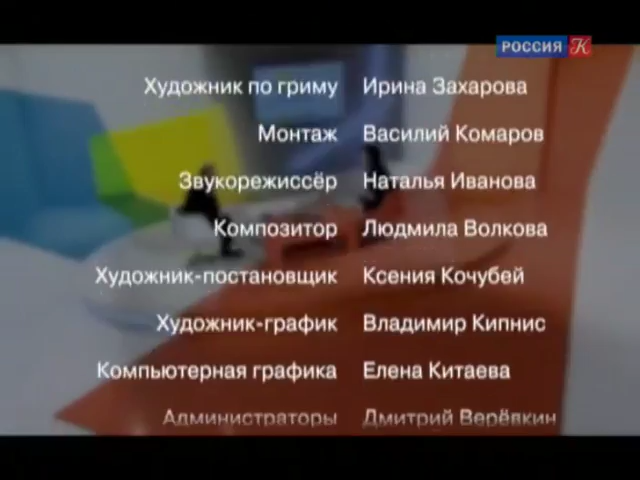 РОССИЯ К
Художник по гриму Ирина Захарова
Монтаж Василий Комаров
Звукорежиссёр Наталья Иванова
Композитор Людмила Волкова
Художник-постановщик Ксения Кочубей
Художник-график Владимир Кипнис
Компьютерная графика Елена Китаева
Администраторы Дмитрий Верёвкин